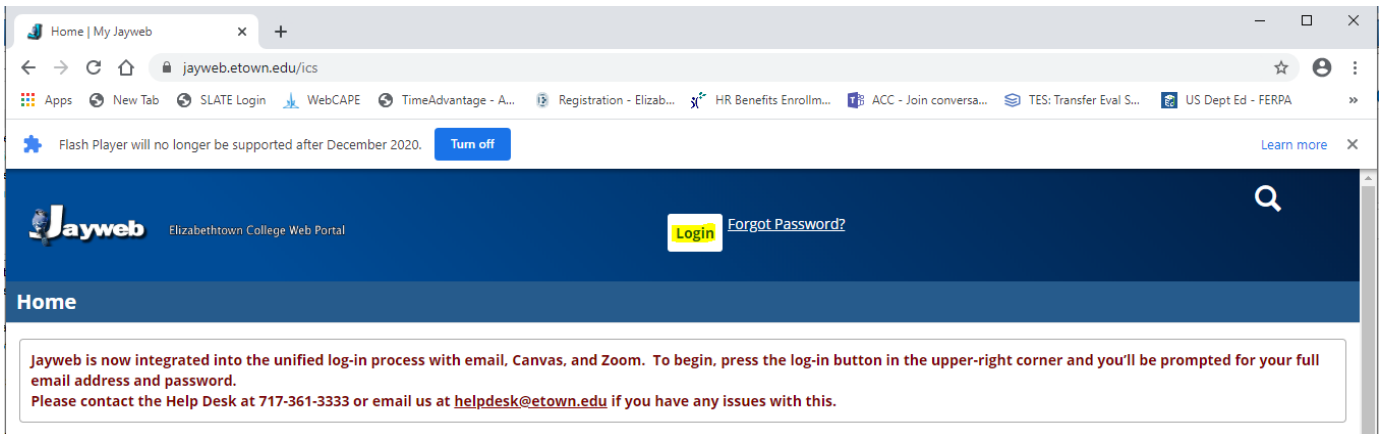 Home | My Jayweb
jayweb.etown.edu/ics
Apps New Tab SLATE Login WebCAPE TimeAdvantage - A... Registration - Elizab... HR Benefits Enrollm... ACC - Join conversa... TES: Transfer Eval S... US Dept Ed - FERPA »
Flash Player will no longer be supported after December 2020. Turn off Learn more
Jayweb Elizabethtown College Web Portal Login Forgot Password?
Home
Jayweb is now integrated into the unified log-in process with email, Canvas, and Zoom. To begin, press the log-in button in the upper-right corner and you'll be prompted for your full
email address and password.
Please contact the Help Desk at 717-361-3333 or email us at helpdesk@etown.edu if you have any issues with this.